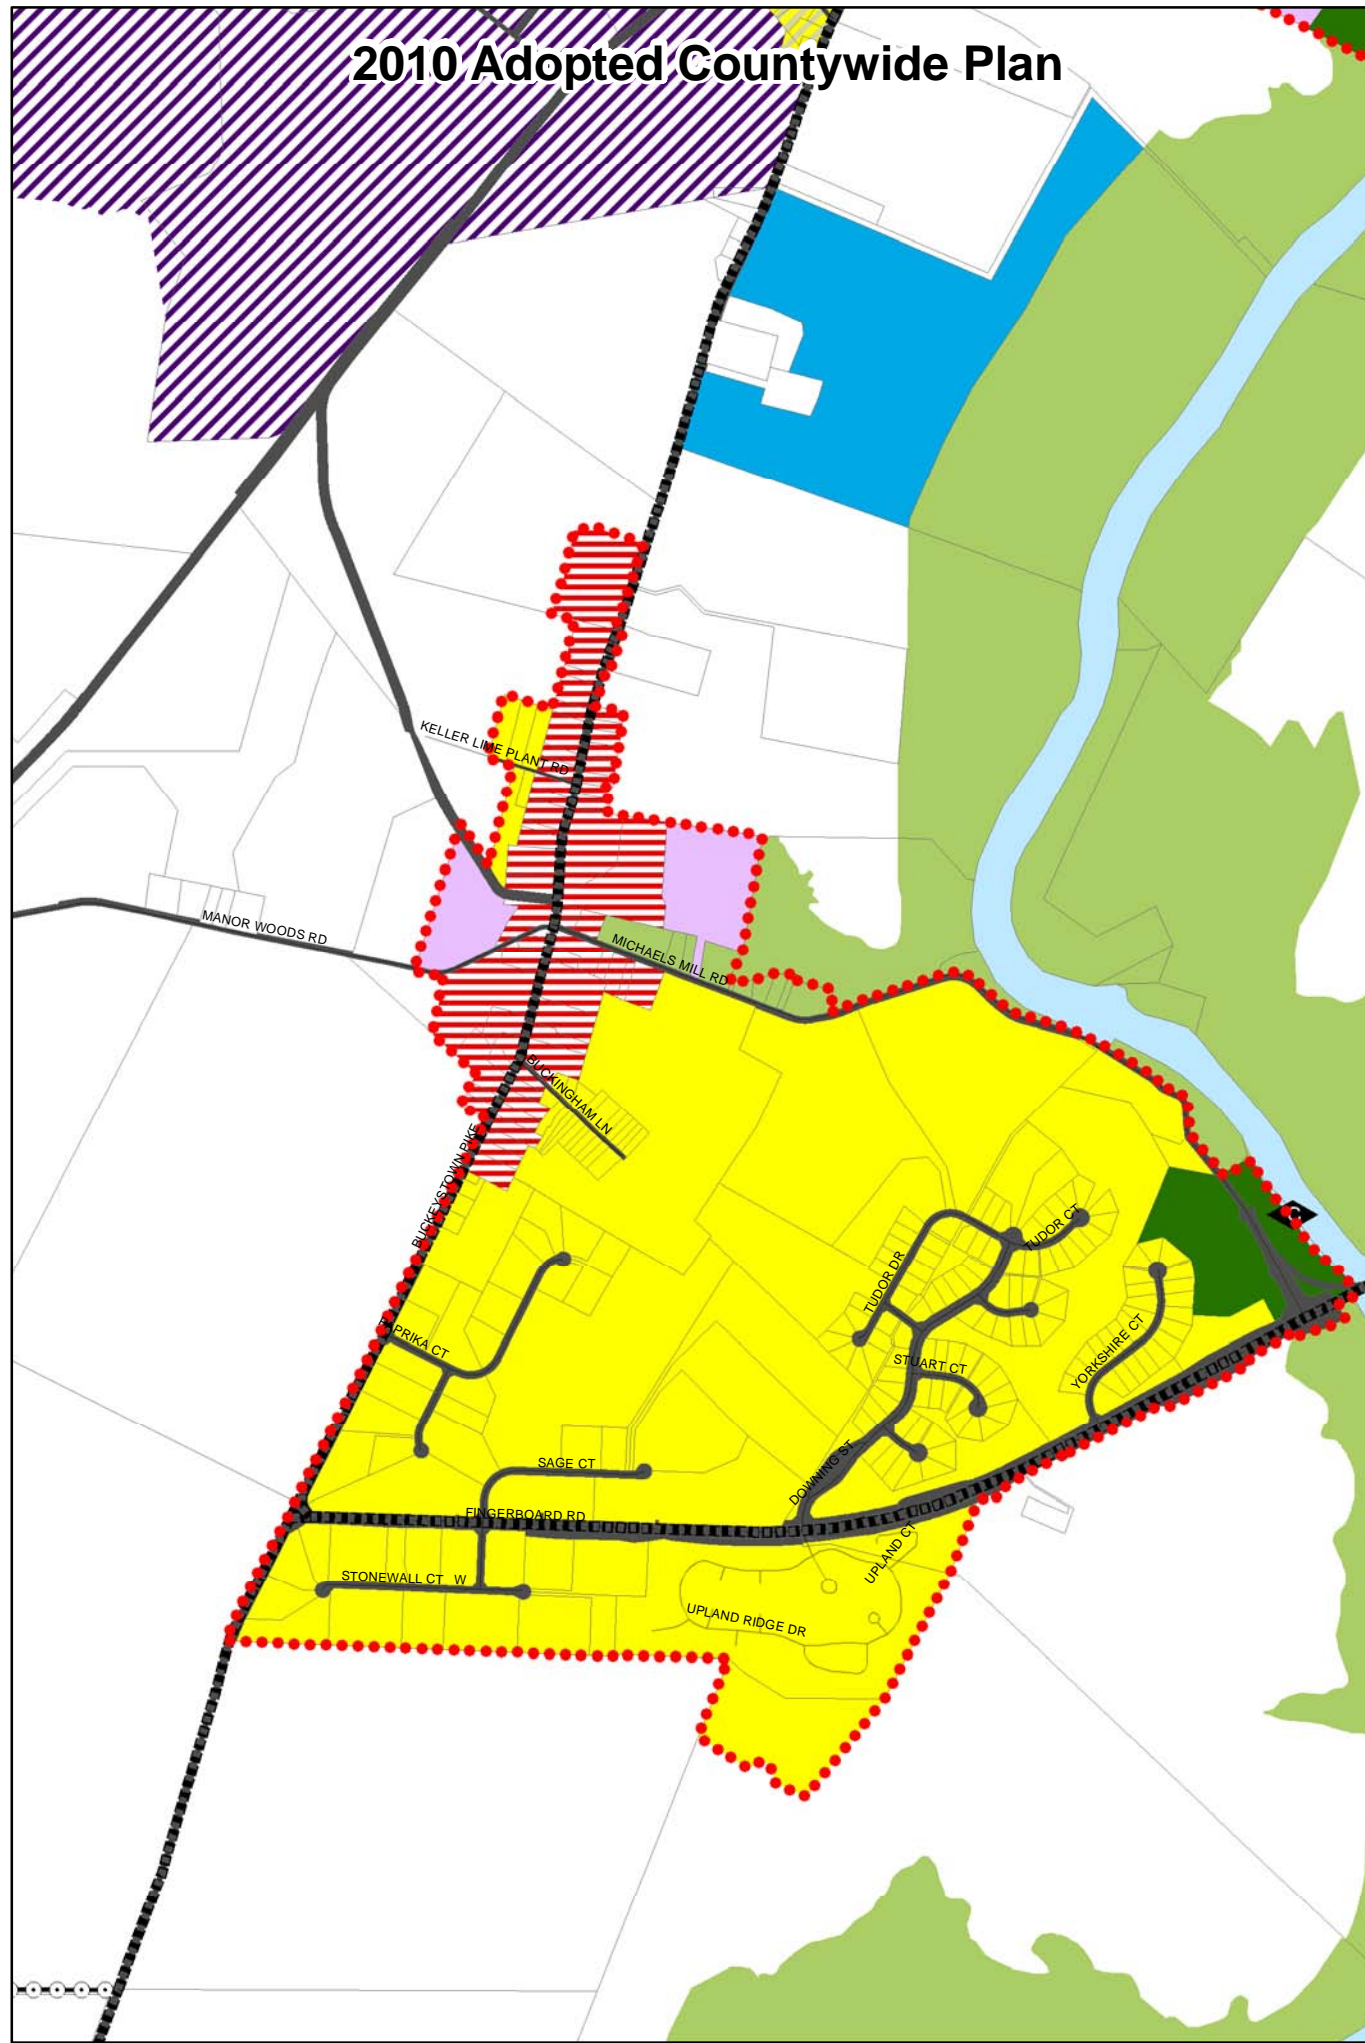 2010 Adopted Countywide Plan
KELLER LIME PLANT RD
MANOR WOODS RD
MICHAELS MILL RD
BUCKINGHAM LN
BUCKEYSTOWN PIKE
TUDOR CT
TUDOR DR
PAPRIKA CT
STUART CT
YORKSHIRE CT
SAGE CT
DOWNING ST
FINGERBOARD RD
UPLAND CT
STONEWALL CT W
UPLAND RIDGE DR